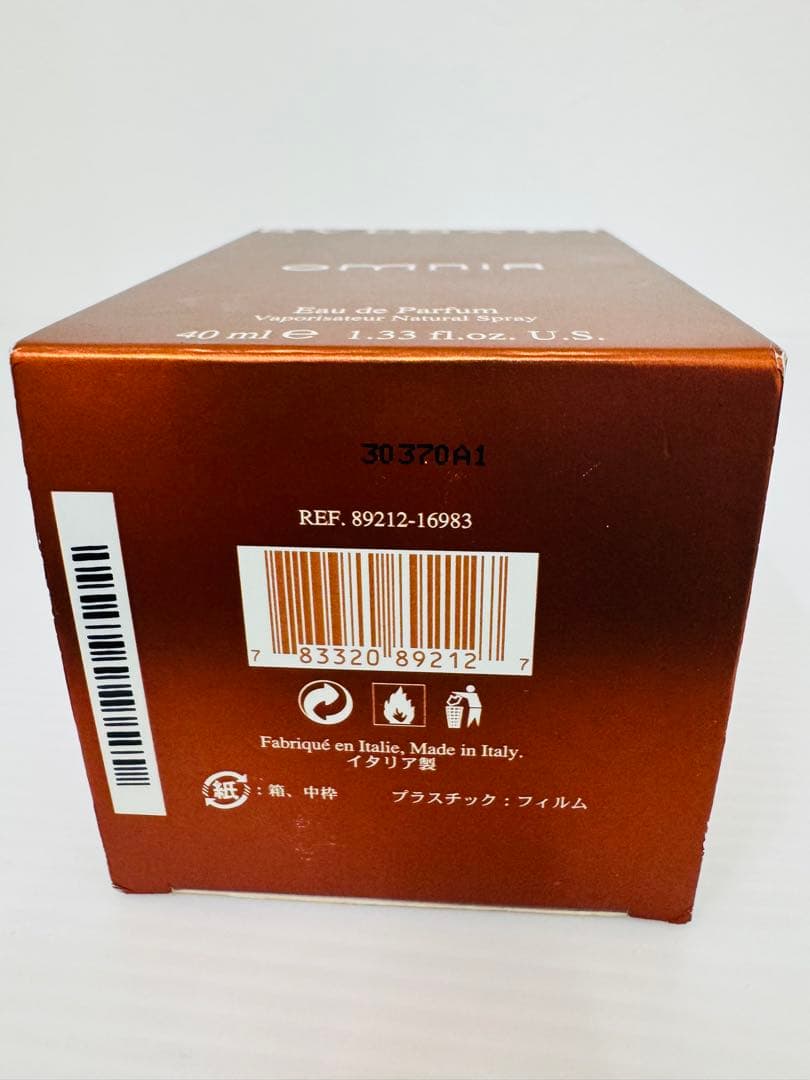 omnia
Eau de Parfum
Vaporisateur Natural Spray
40 ml ℮ 1.33 fl.oz. U.S.
30370A1
REF. 89212-16983
7 83320 89212 7
Fabriqué en Italie, Made in Italy.
イタリア製
紙：箱、中枠 プラスチック：フィルム